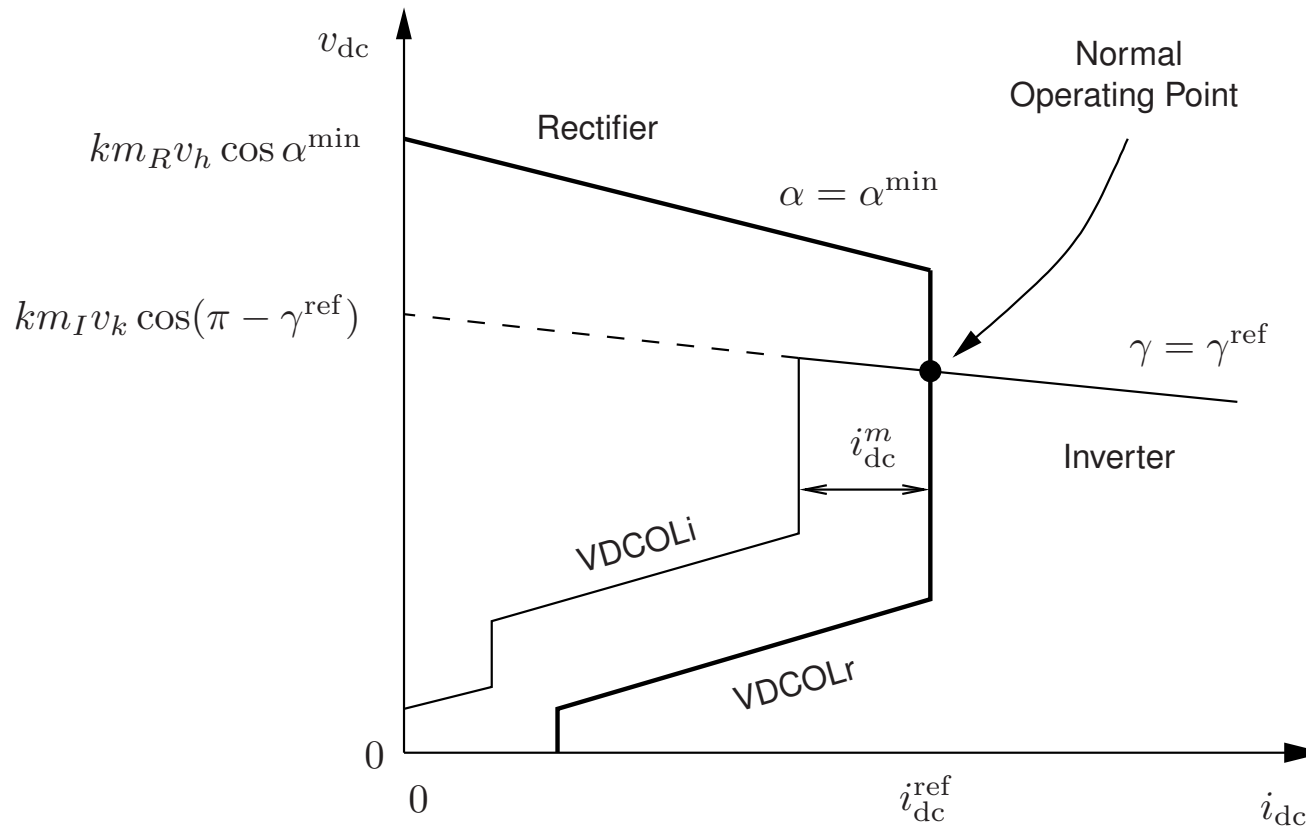 v_dc
Normal
Operating Point
Rectifier
km_R v_h cos α^min
α = α^min
km_I v_k cos(π − γ^ref)
γ = γ^ref
i_dc^m
Inverter
VDCOLi
VDCOLr
0
0
i_dc^ref
i_dc